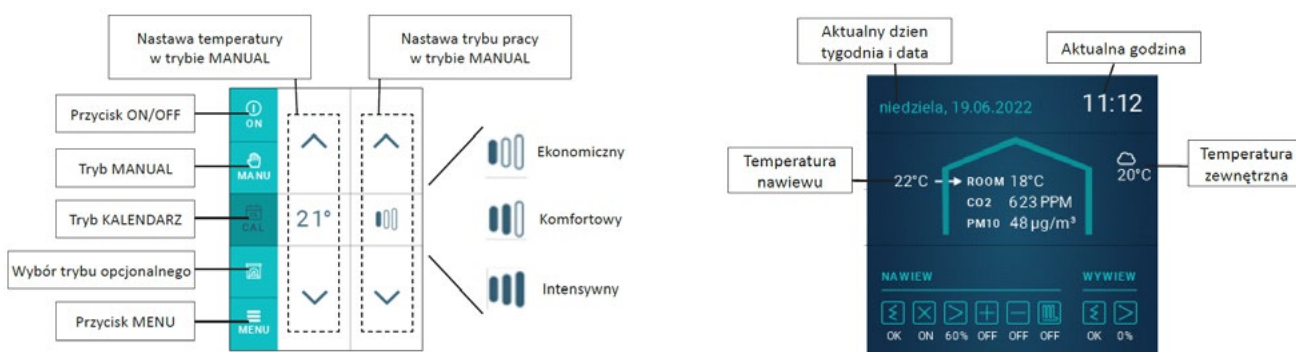 Nastawa temperatury
w trybie MANUAL
Nastawa trybu pracy
w trybie MANUAL
Przycisk ON/OFF
Tryb MANUAL
Tryb KALENDARZ
Wybór trybu opcjonalnego
Przycisk MENU
ON
MANU
CAL
MENU
21°
Ekonomiczny
Komfortowy
Intensywny
Aktualny dzien
tygodnia i data
Aktualna godzina
niedziela, 19.06.2022
11:12
Temperatura
nawiewu
Temperatura
zewnętrzna
22°C
20°C
ROOM 18°C
CO2 623 PPM
PM10 48 µg/m³
NAWIEW
WYWIEW
OK ON 60% OFF OFF OFF
OK 0%